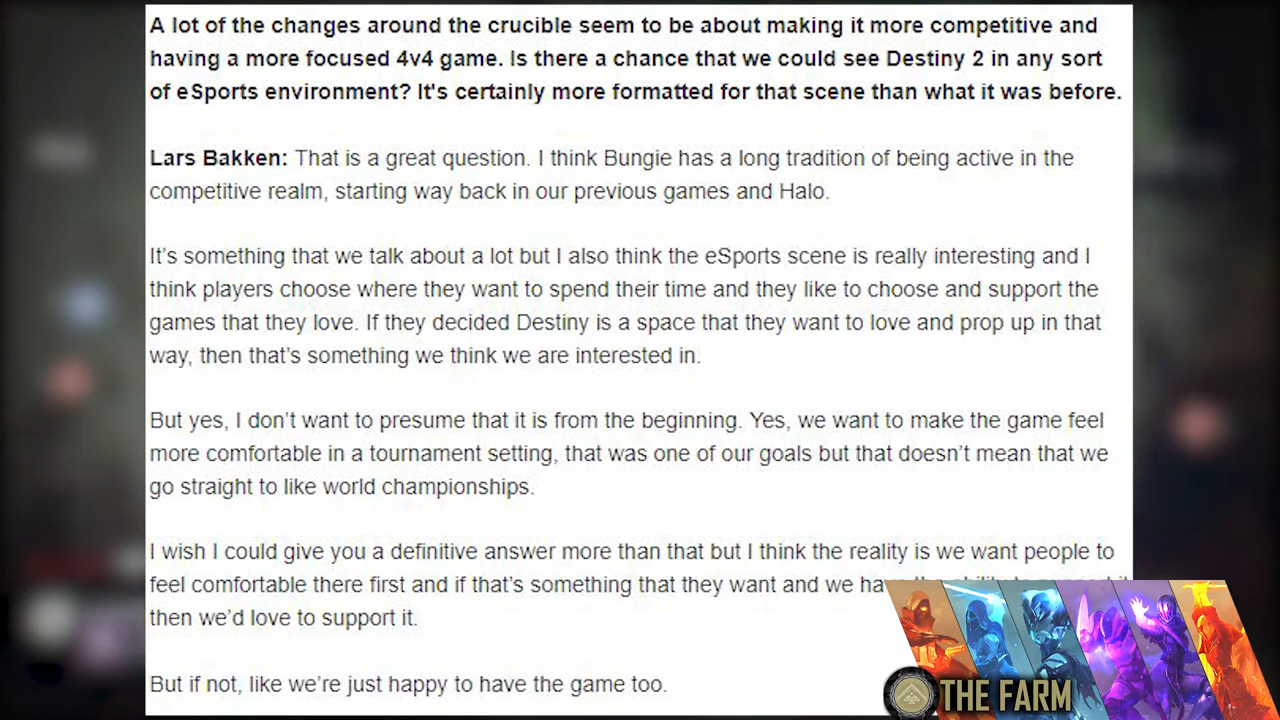 A lot of the changes around the crucible seem to be about making it more competitive and
having a more focused 4v4 game. Is there a chance that we could see Destiny 2 in any sort
of eSports environment? It's certainly more formatted for that scene than what it was before.
Lars Bakken: That is a great question. I think Bungie has a long tradition of being active in the
competitive realm, starting way back in our previous games and Halo.
It’s something that we talk about a lot but I also think the eSports scene is really interesting and I
think players choose where they want to spend their time and they like to choose and support the
games that they love. If they decided Destiny is a space that they want to love and prop up in that
way, then that’s something we think we are interested in.
But yes, I don’t want to presume that it is from the beginning. Yes, we want to make the game feel
more comfortable in a tournament setting, that was one of our goals but that doesn’t mean that we
go straight to like world championships.
I wish I could give you a definitive answer more than that but I think the reality is we want people to
feel comfortable there first and if that’s something that they want and we
then we’d love to support it.
But if not, like we’re just happy to have the game too.
THE FARM